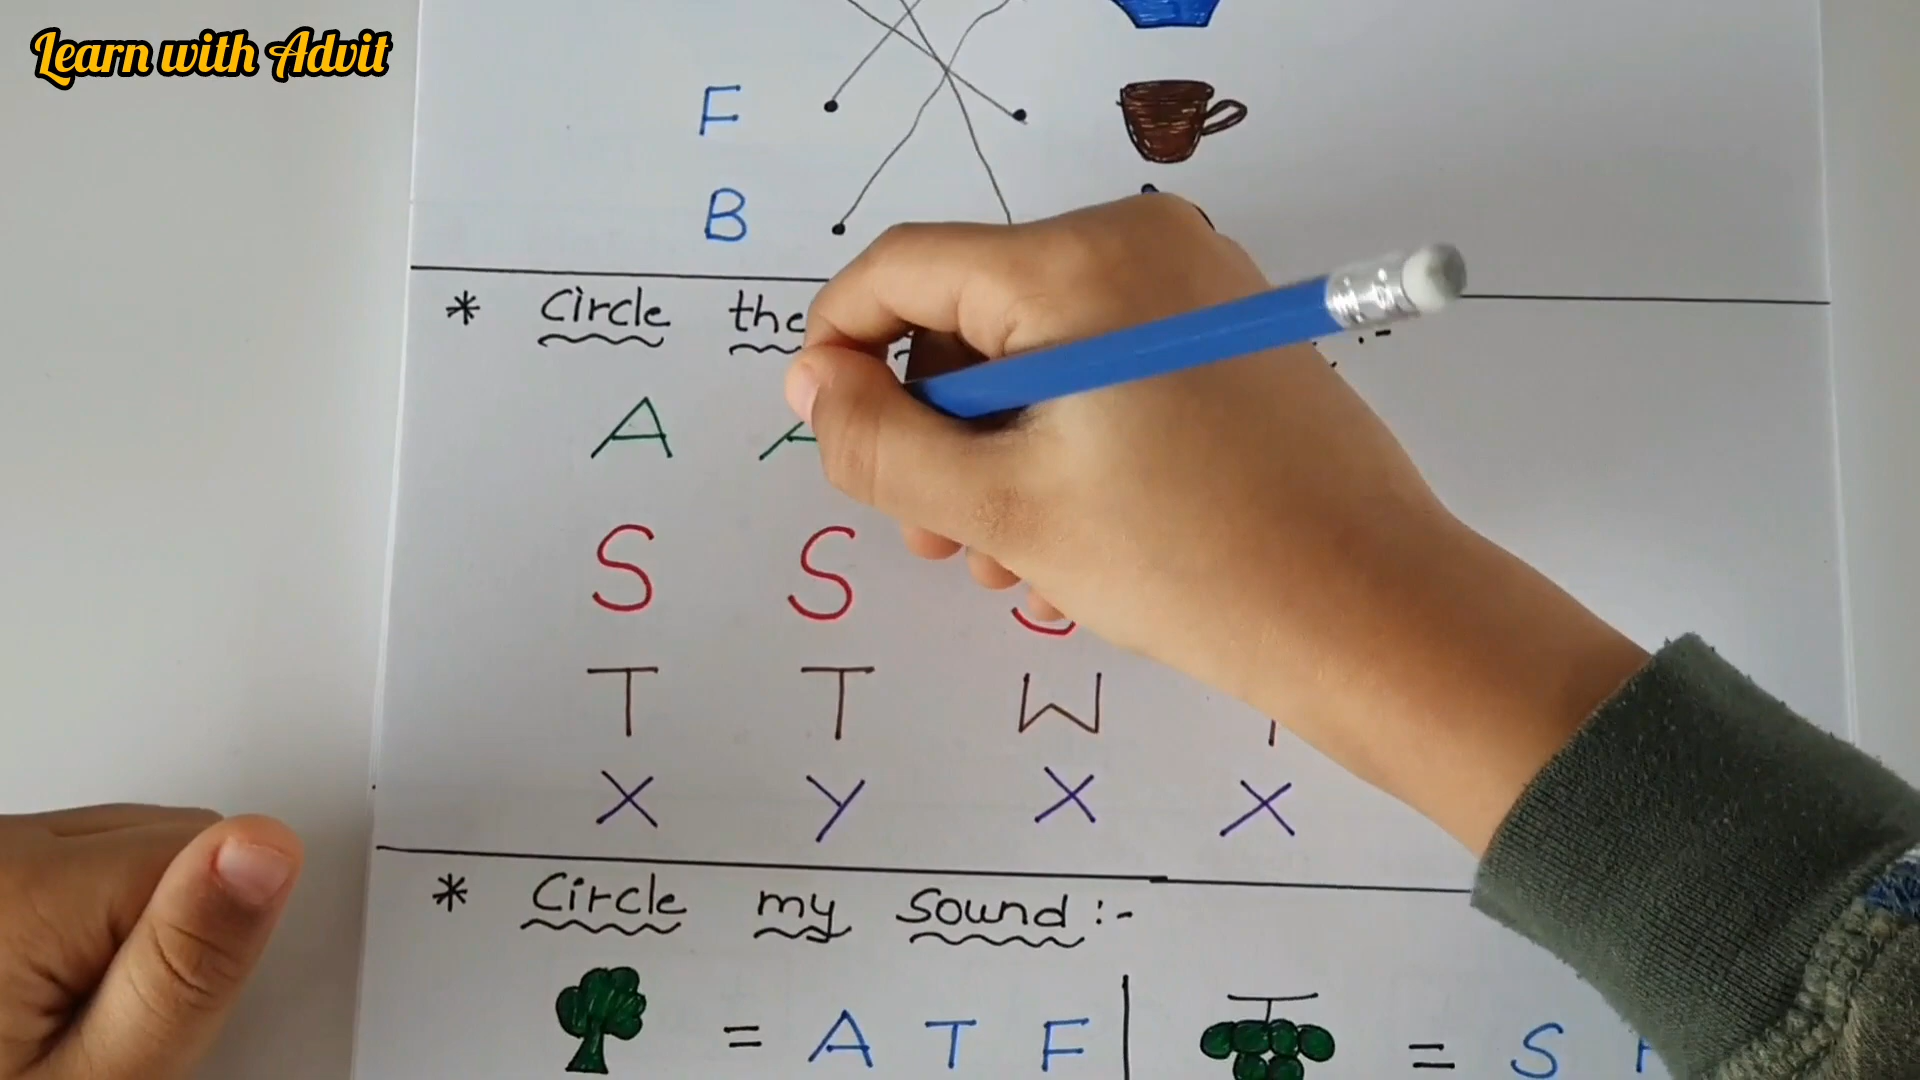 Learn with Advit
F
B
* Circle the :-
A A
S S S
T T W T
X Y X X
* Circle my Sound :-
= A T F | = S F